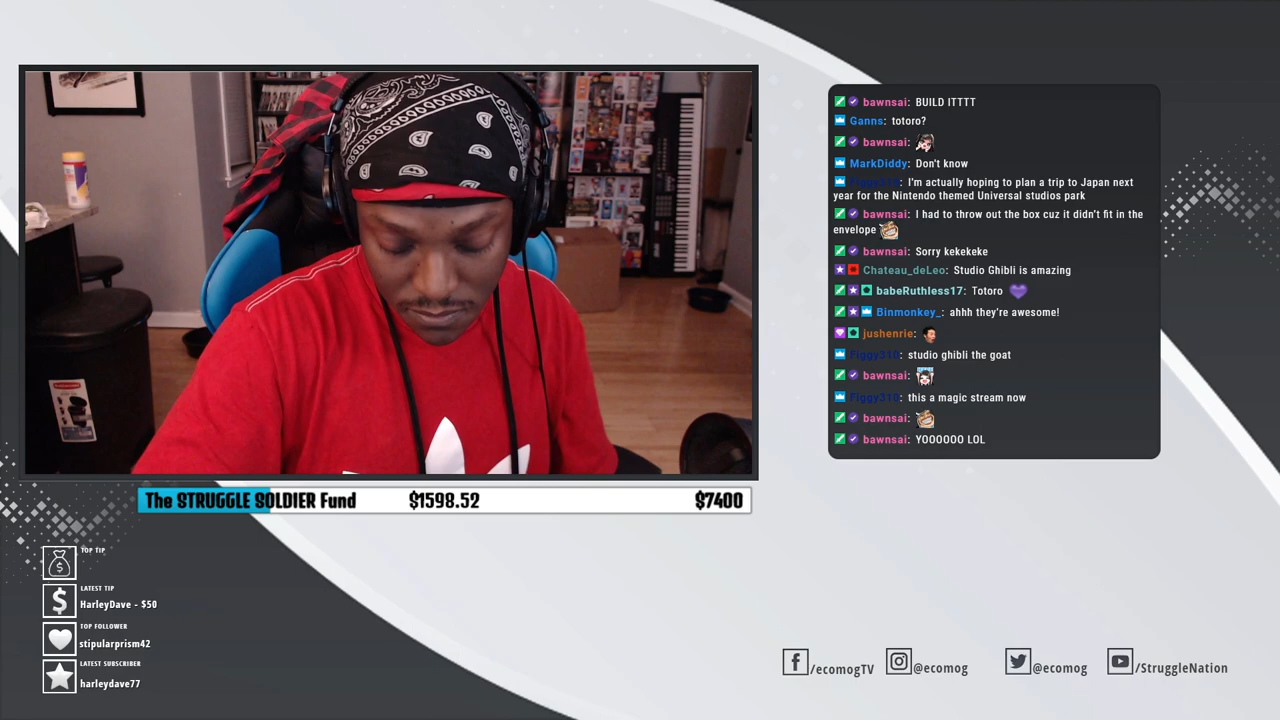 bawnsai: BUILD ITTTT
Ganns: totoro?
bawnsai:
MarkDiddy: Don't know
Figgy310: I'm actually hoping to plan a trip to Japan next
year for the Nintendo themed Universal studios park
bawnsai: I had to throw out the box cuz it didn't fit in the
envelope
bawnsai: Sorry kekekeke
Chateau_deLeo: Studio Ghibli is amazing
babeRuthless17: Totoro
Binmonkey_: ahhh they're awesome!
jushenrie:
Figgy310: studio ghibli the goat
bawnsai:
Figgy310: this a magic stream now
bawnsai:
bawnsai: YOOOOOO LOL
The STRUGGLE SOLDIER Fund $1598.52 $7400
TOP TIP
LATEST TIP
HarleyDave - $50
TOP FOLLOWER
stipularprism42
LATEST SUBSCRIBER
harleydave77
/ecomogTV @ecomog @ecomog /StruggleNation